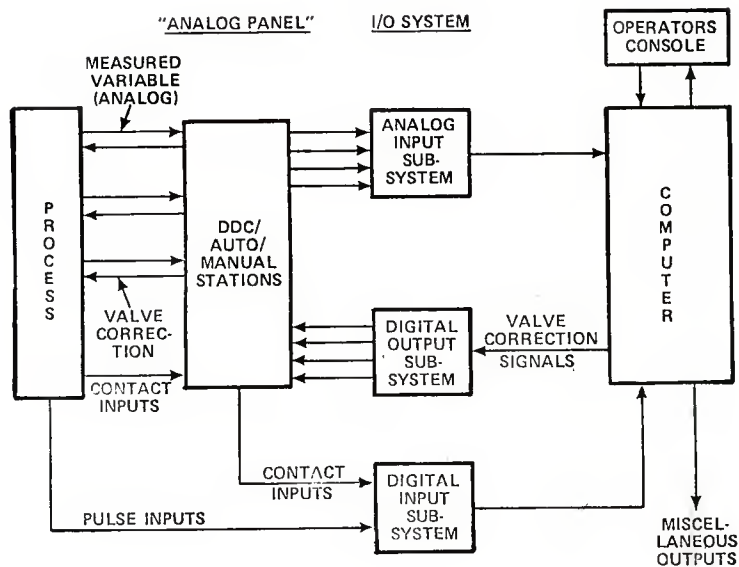 "ANALOG PANEL"
I/O SYSTEM
OPERATORS
CONSOLE
MEASURED
VARIABLE
(ANALOG)
PROCESS
DDC/
AUTO/
MANUAL
STATIONS
ANALOG
INPUT
SUB-
SYSTEM
COMPUTER
VALVE
CORREC-
TION
CONTACT
INPUTS
DIGITAL
OUTPUT
SUB-
SYSTEM
VALVE
CORRECTION
SIGNALS
CONTACT
INPUTS
DIGITAL
INPUT
SUB-
SYSTEM
PULSE INPUTS
MISCEL-
LANEOUS
OUTPUTS